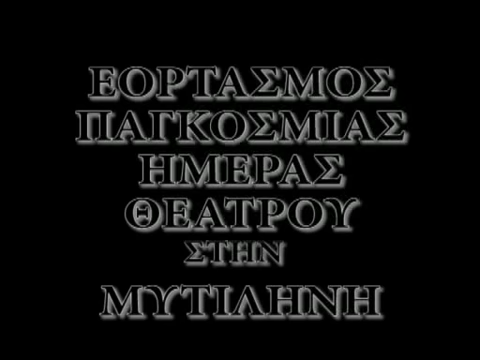 ΕΟΡΤΑΣΜΟΣ
ΠΑΓΚΟΣΜΙΑΣ
ΗΜΕΡΑΣ
ΘΕΑΤΡΟΥ
ΣΤΗΝ
ΜΥΤΙΛΗΝΗ